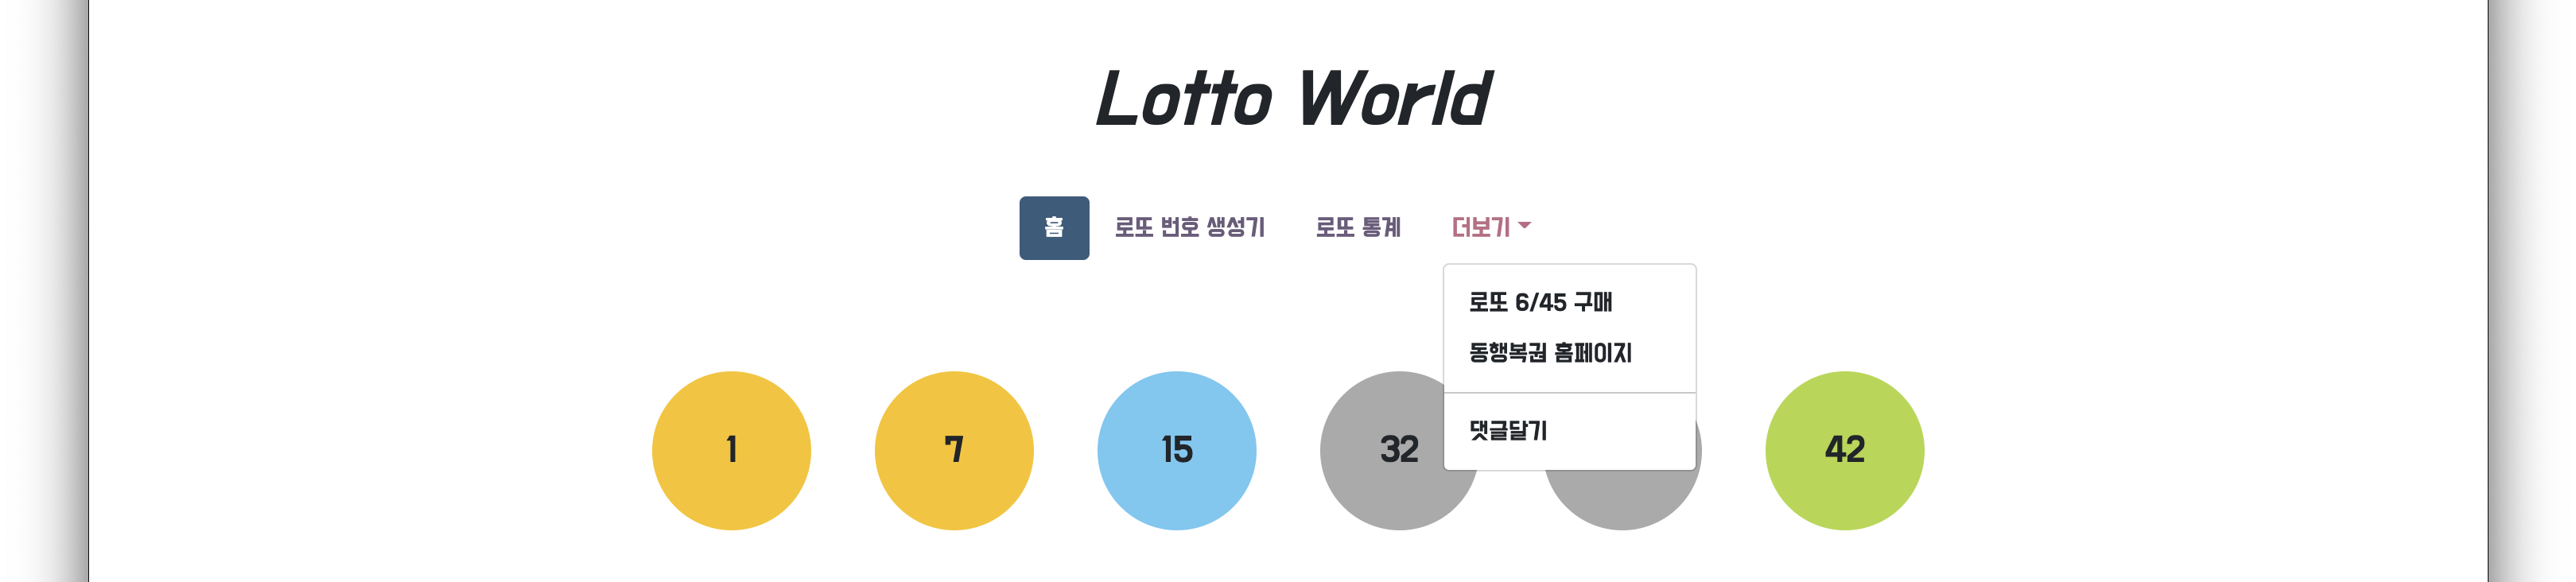 Lotto World
홈 로또 번호 생성기 로또 통계 더보기
로또 6/45 구매
동행복권 홈페이지
댓글달기
1 7 15 32 42